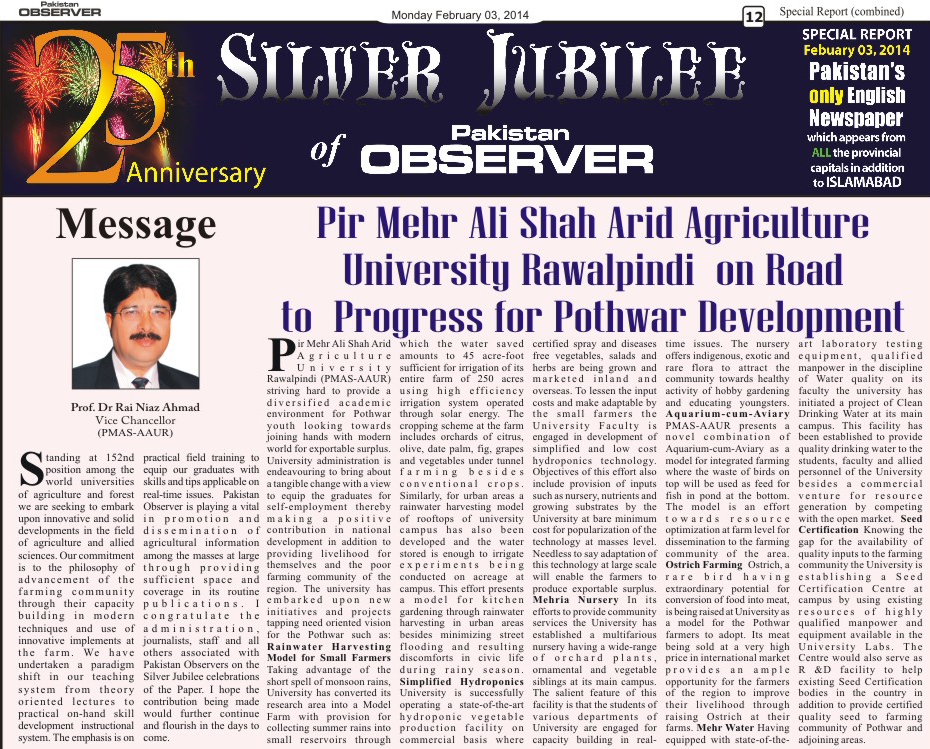 Pakistan
OBSERVER
Monday February 03, 2014
12
Special Report (combined)
25th
Anniversary
SILVER JUBILEE
of Pakistan
OBSERVER
SPECIAL REPORT
Febuary 03, 2014
Pakistan's
only English
Newspaper
which appears from
ALL the provincial
capitals in addition
to ISLAMABAD
Message
Prof. Dr Rai Niaz Ahmad
Vice Chancellor
(PMAS-AAUR)
Standing at 152nd
position among the
world universities
of agriculture and forest
we are seeking to embark
upon innovative and solid
developments in the field
of agriculture and allied
sciences. Our commitment
is to the philosophy of
advancement of the
farming community
through their capacity
building in modern
techniques and use of
innovative implements at
the farm. We have
undertaken a paradigm
shift in our teaching
system from theory
oriented lectures to
practical on-hand skill
development instructional
system. The emphasis is on
practical field training to
equip our graduates with
skills and tips applicable on
real-time issues. Pakistan
Observer is playing a vital
in promotion and
dissemination of
agricultural information
among the masses at large
through providing
sufficient space and
coverage in its routine
publications. I
congratulate the
administration,
journalists, staff and all
others associated with
Pakistan Observers on the
Silver Jubilee celebrations
of the Paper. I hope the
contribution being made
would further continue
and flourish in the days to
come.
Pir Mehr Ali Shah Arid Agriculture
University Rawalpindi on Road
to Progress for Pothwar Development
Pir Mehr Ali Shah Arid
Agriculture
University
Rawalpindi (PMAS-AAUR)
striving hard to provide a
diversified academic
environment for Pothwar
youth looking towards
joining hands with modern
world for exportable surplus.
University administration is
endeavouring to bring about
a tangible change with a view
to equip the graduates for
self-employment thereby
making a positive
contribution in national
development in addition to
providing livelihood for
themselves and the poor
farming community of the
region. The university has
embarked upon new
initiatives and projects
tapping need oriented vision
for the Pothwar such as:
Rainwater Harvesting
Model for Small Farmers
Taking advantage of the
short spell of monsoon rains,
University has converted its
research area into a Model
Farm with provision for
collecting summer rains into
small reservoirs through
which the water saved
amounts to 45 acre-foot
sufficient for irrigation of its
entire farm of 250 acres
using high efficiency
irrigation system operated
through solar energy. The
cropping scheme at the farm
includes orchards of citrus,
olive, date palm, fig, grapes
and vegetables under tunnel
farming besides
conventional crops.
Similarly, for urban areas a
rainwater harvesting model
of rooftops of university
campus has also been
developed and the water
stored is enough to irrigate
experiments being
conducted on acreage at
campus. This effort presents
a model for kitchen
gardening through rainwater
harvesting in urban areas
besides minimizing street
flooding and resulting
discomforts in civic life
during rainy season.
Simplified Hydroponics
University is successfully
operating a state-of-the-art
hydroponic vegetable
production facility on
commercial basis where
certified spray and diseases
free vegetables, salads and
herbs are being grown and
marketed inland and
overseas. To lessen the input
costs and make adaptable by
the small farmers the
University Faculty is
engaged in development of
simplified and low cost
hydroponics technology.
Objectives of this effort also
include provision of inputs
such as nursery, nutrients and
growing substrates by the
University at bare minimum
cost for popularization of the
technology at masses level.
Needless to say adaptation of
this technology at large scale
will enable the farmers to
produce exportable surplus.
Mehria Nursery In its
efforts to provide community
services the University has
established a multifarious
nursery having a wide-range
of orchard plants,
ornamental and vegetable
siblings at its main campus.
The salient feature of this
facility is that the students of
various departments of
University are engaged for
capacity building in real-
time issues. The nursery
offers indigenous, exotic and
rare flora to attract the
community towards healthy
activity of hobby gardening
and educating youngsters.
Aquarium-cum-Aviary
PMAS-AAUR presents a
novel combination of
Aquarium-cum-Aviary as a
model for integrated farming
where the waste of birds on
top will be used as feed for
fish in pond at the bottom.
The model is an effort
towards resource
optimization at farm level for
dissemination to the farming
community of the area.
Ostrich Farming Ostrich, a
rare bird having
extraordinary potential for
conversion of food into meat,
is being raised at University as
a model for the Pothwar
farmers to adopt. Its meat
being sold at a very high
price in international market
provides an ample
opportunity for the farmers
of the region to improve
their livelihood through
raising Ostrich at their
farms. Mehr Water Having
equipped with state-of-the-
art laboratory testing
equipment, qualified
manpower in the discipline
of Water quality on its
faculty the university has
initiated a project of Clean
Drinking Water at its main
campus. This facility has
been established to provide
quality drinking water to the
students, faculty and allied
personnel of the University
besides a commercial
venture for resource
generation by competing
with the open market. Seed
Certification Knowing the
gap for the availability of
quality inputs to the farming
community the University is
establishing a Seed
Certification Centre at
campus by using existing
resources of highly
qualified manpower and
equipment available in the
University Labs. The
Centre would also serve as
R &D facility to help
existing Seed Certification
bodies in the country in
addition to provide certified
quality seed to farming
community of Pothwar and
adjoining areas.